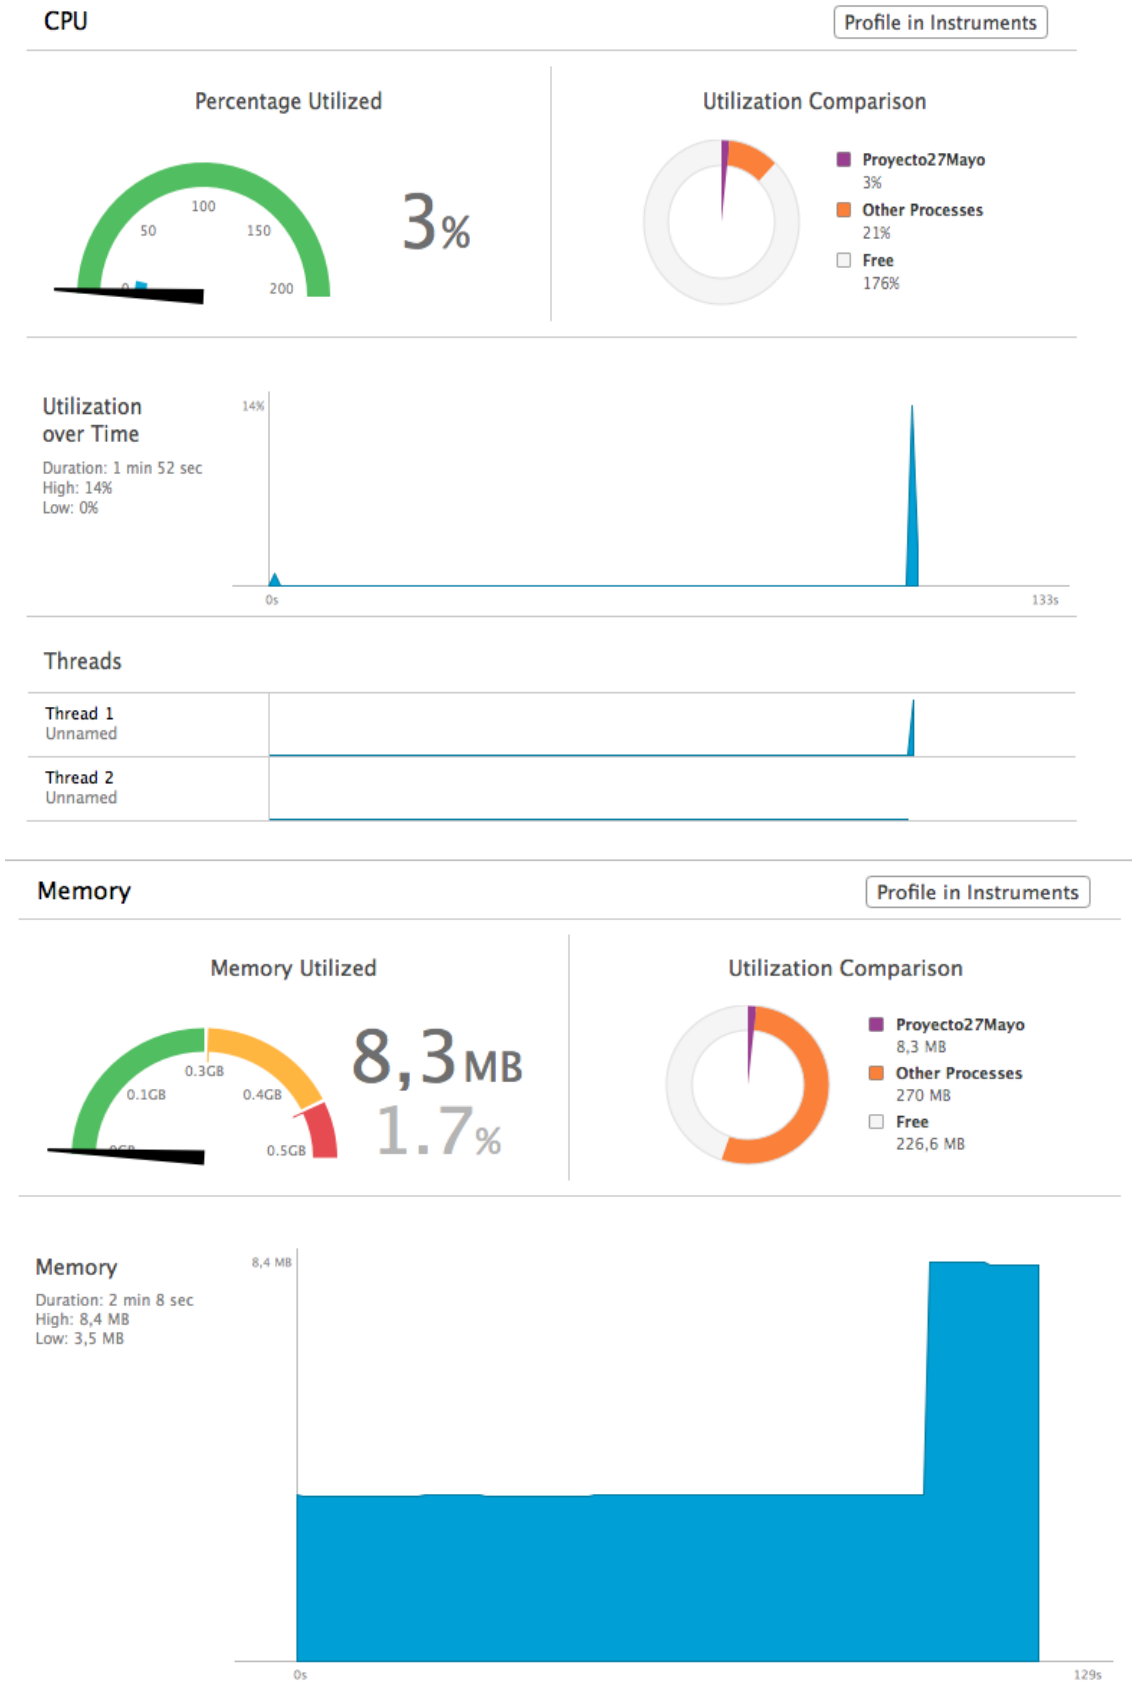 CPU
Profile in Instruments
Percentage Utilized
100
50
150
0
200
3%
Utilization Comparison
Proyecto27Mayo
3%
Other Processes
21%
Free
176%
Utilization
over Time
Duration: 1 min 52 sec
High: 14%
Low: 0%
14%
0s
133s
Threads
Thread 1
Unnamed
Thread 2
Unnamed
Memory
Profile in Instruments
Memory Utilized
0.3GB
0.1GB
0.4GB
0GB
0.5GB
8,3MB
1.7%
Utilization Comparison
Proyecto27Mayo
8,3 MB
Other Processes
270 MB
Free
226,6 MB
Memory
Duration: 2 min 8 sec
High: 8,4 MB
Low: 3,5 MB
8,4 MB
0s
129s